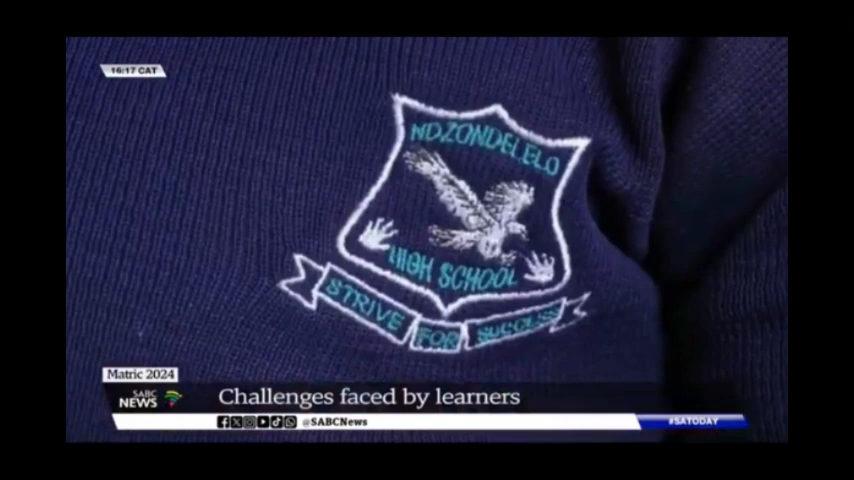 16:17 CAT
NDZONDELELO
HIGH SCHOOL
STRIVE FOR SUCCESS
Matric 2024
SABC
NEWS
Challenges faced by learners
@SABCNews
#SATODAY